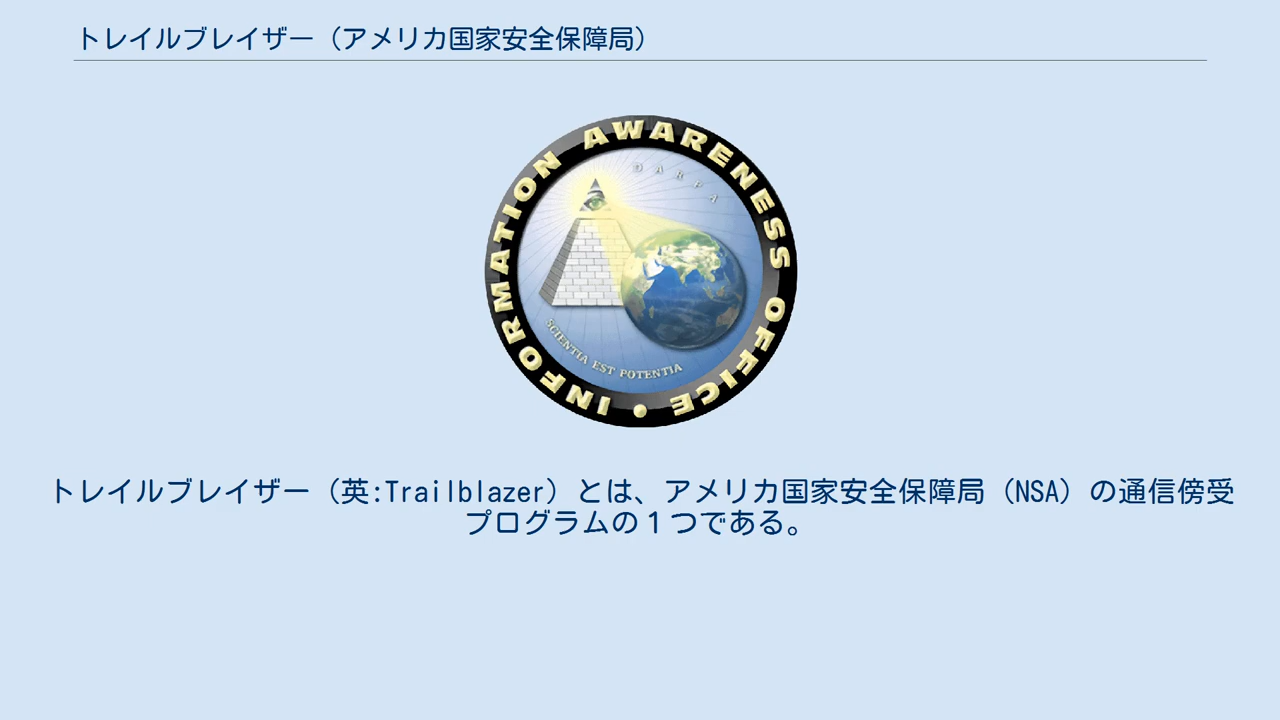 トレイルブレイザー（アメリカ国家安全保障局）
INFORMATION AWARENESS OFFICE •
DARPA
SCIENTIA EST POTENTIA
トレイルブレイザー（英:Trailblazer）とは、アメリカ国家安全保障局（NSA）の通信傍受
プログラムの１つである。